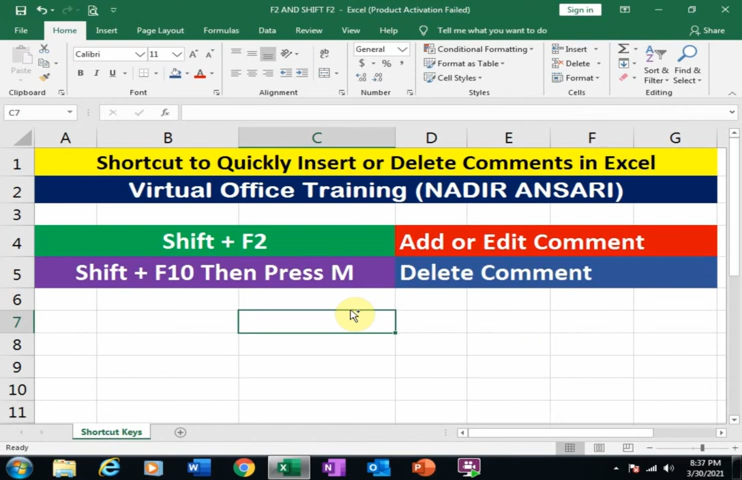 F2 AND SHIFT F2 - Excel (Product Activation Failed)
Sign in
File Home Insert Page Layout Formulas Data Review View Help Tell me what you want to do Share
Paste
Calibri 11
General
Conditional Formatting
Format as Table
Cell Styles
Insert
Delete
Format
Sort & Filter
Find & Select
Clipboard Font Alignment Number Styles Cells Editing
C7
A B C D E F G
1 Shortcut to Quickly Insert or Delete Comments in Excel
2 Virtual Office Training (NADIR ANSARI)
3
4 Shift + F2 Add or Edit Comment
5 Shift + F10 Then Press M Delete Comment
6
7
8
9
10
11
Shortcut Keys
Ready
8:37 PM
3/30/2021